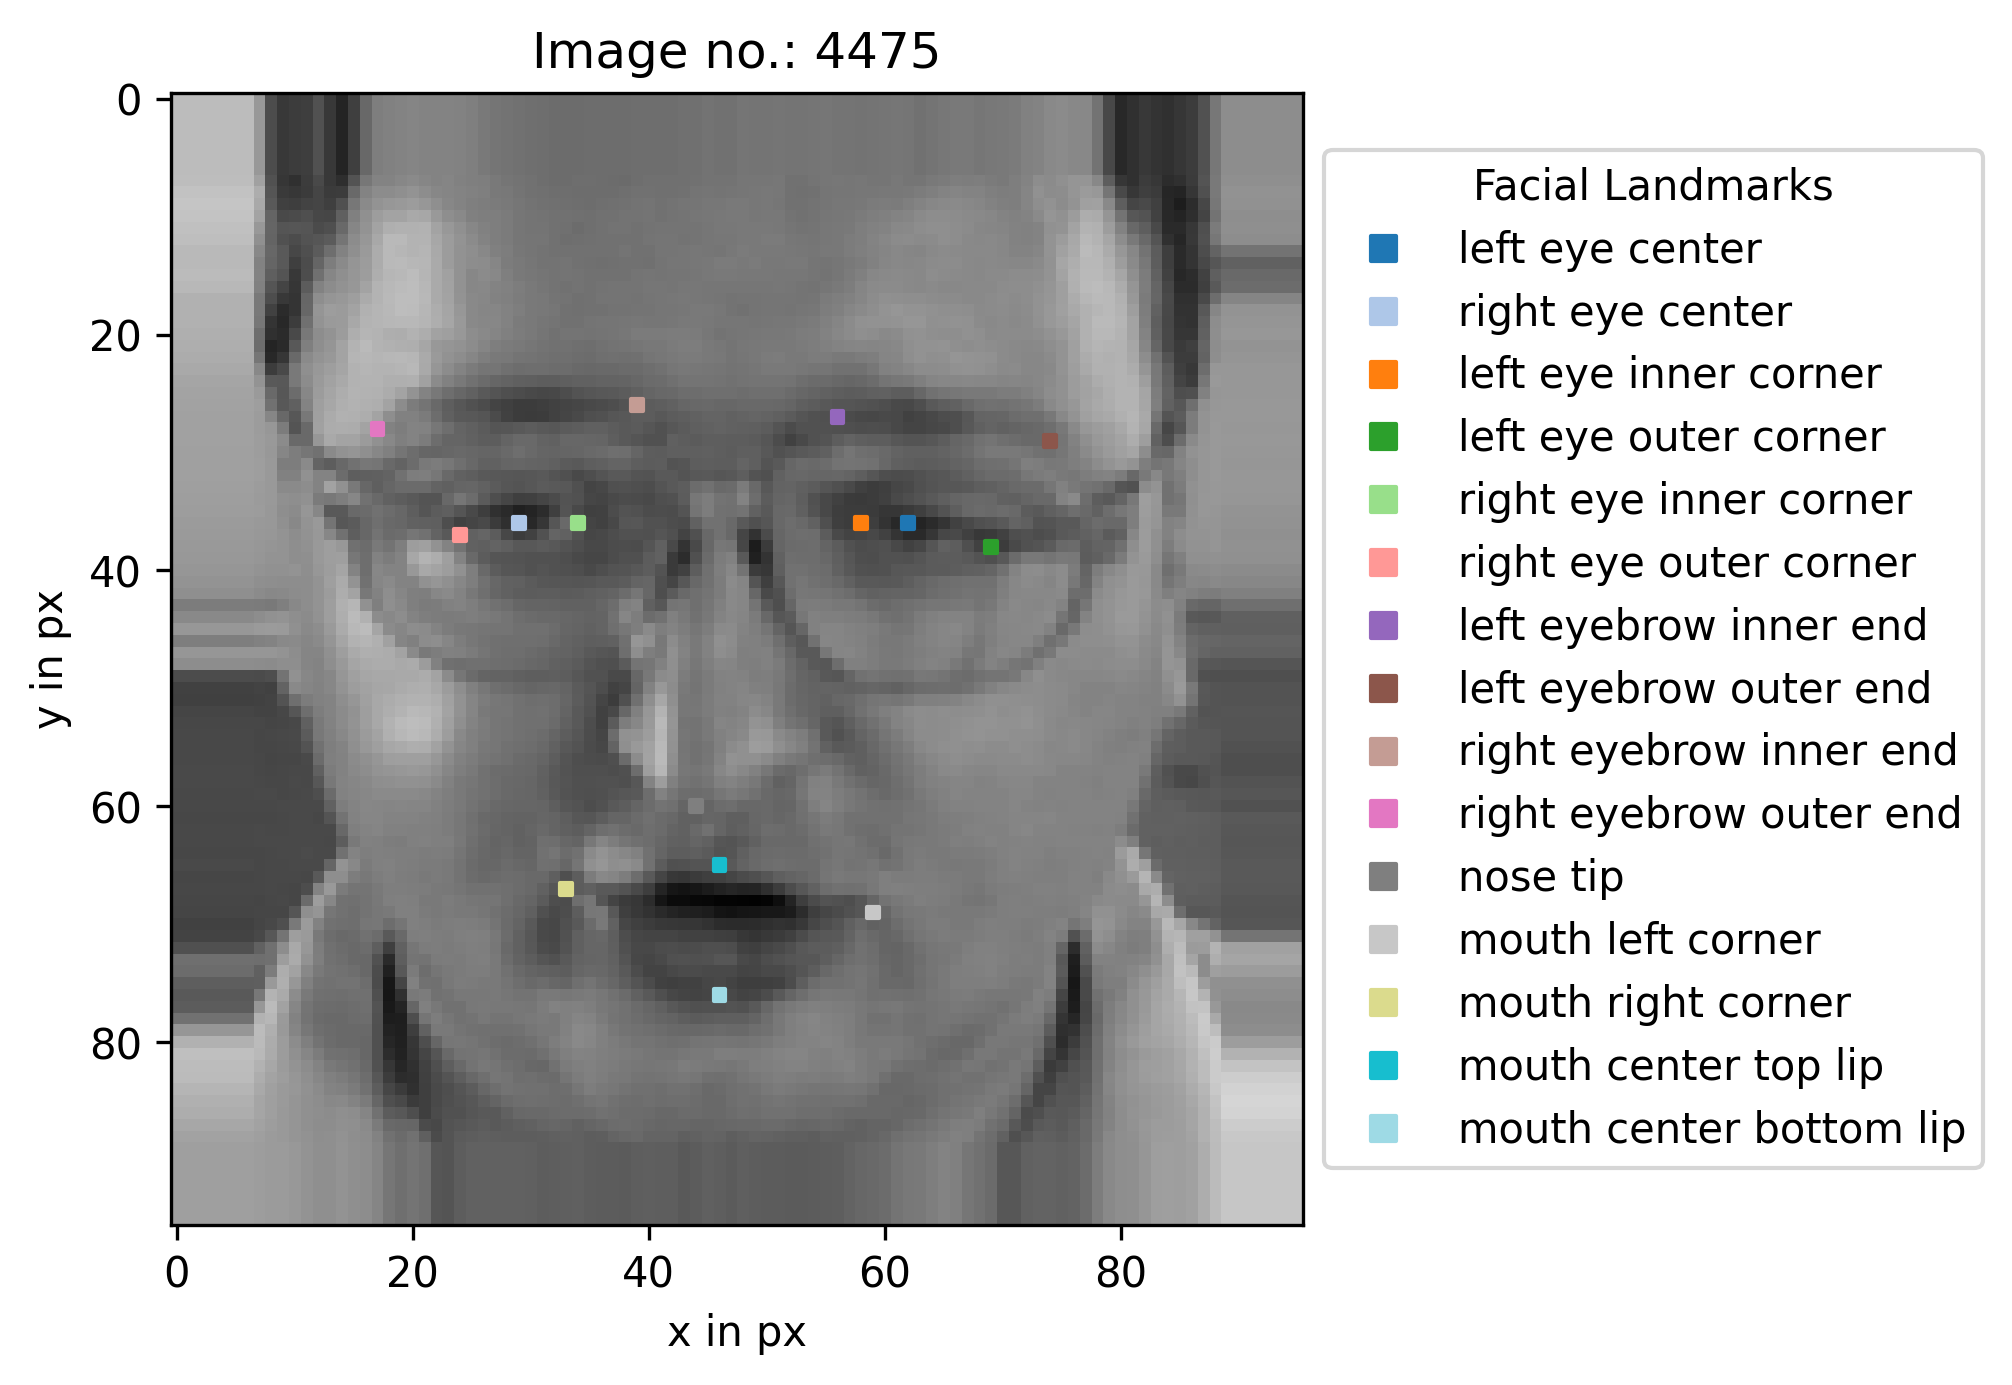 Image no.: 4475
0
20
40
60
80
y in px
0 20 40 60 80
x in px
Facial Landmarks
left eye center
right eye center
left eye inner corner
left eye outer corner
right eye inner corner
right eye outer corner
left eyebrow inner end
left eyebrow outer end
right eyebrow inner end
right eyebrow outer end
nose tip
mouth left corner
mouth right corner
mouth center top lip
mouth center bottom lip